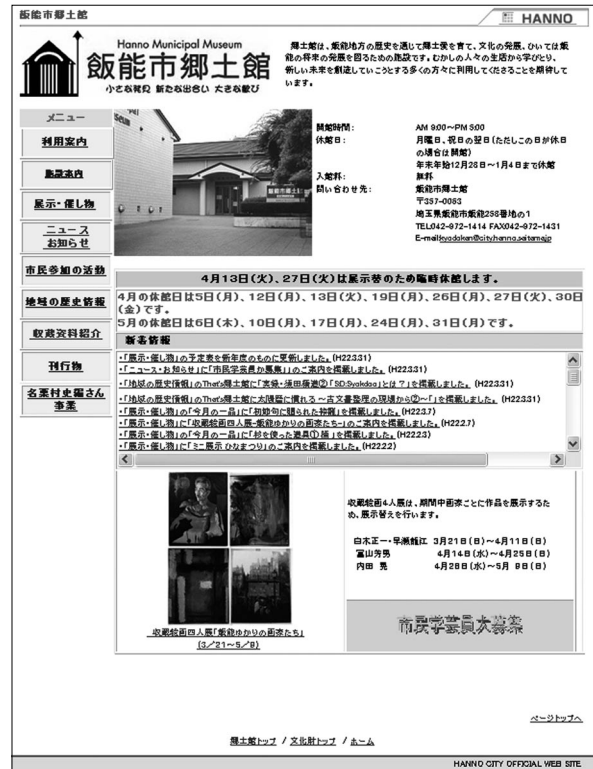 飯能市郷土館
HANNO
Hanno Municipal Museum
飯能市郷土館
小さな発見 新たな出会い 大きな歓び
郷土館は、飯能地方の歴史を通じて郷土愛を育て、文化の発展、ひいては飯
能の将来の発展を図るための施設です。むかしの人々の生活から学びとり、
新しい未来を創造していこうとする多くの方々に利用してくださることを期待して
います。
メニュー
利用案内
施設案内
展示・催し物
ニュース
お知らせ
市民参加の活動
地域の歴史情報
収蔵資料紹介
刊行物
名栗村史編さん
事業
開館時間: AM 9:00~PM 5:00
休館日: 月曜日、祝日の翌日(ただしこの日が休日
の場合は開館)
年末年始12月28日~1月4日まで休館
入館料: 無料
問い合わせ先: 飯能市郷土館
〒357-0063
埼玉県飯能市飯能258番地の1
TEL042-972-1414 FAX042-972-1431
E-mail:kyodokan@city.hanno.saitama.jp
4月13日(火)、27日(火)は展示替のため臨時休館します。
4月の休館日は5日(月)、12日(月)、13日(火)、19日(月)、26日(月)、27日(火)、30日
(金)です。
5月の休館日は6日(木)、10日(月)、17日(月)、24日(月)、31日(月)です。
新着情報
・「展示・催し物」の予定表を新年度のものに更新しました。(H22.3.31)
・「ニュース・お知らせ」に「市民学芸員大募集」のご案内を掲載しました。(H22.3.31)
・「展示・催し物」の「今月の一品」に「初節句に贈られた掛軸」を掲載しました。(H22.3.7)
・「展示・催し物」に「収蔵絵画四人展-飯能ゆかりの画家たち-」のご案内を掲載しました。(H22.2.7)
・「展示・催し物」に「ミニ展示 ひなまつり」のご案内を掲載しました。(H22.2.2)
収蔵絵画四人展「飯能ゆかりの画家たち」
(3/21~5/9)
収蔵絵画4人展は、期間中画家ごとに作品を展示するた
め、展示替えを行います。
白木正一・早瀬龍江 3月21日(日)~4月11日(日)
冨山芳男 4月14日(水)~4月25日(日)
内田 晃 4月28日(水)~5月 9日(日)
市民学芸員大募集
ページトップへ
郷土館トップ / 文化財トップ / ホーム
HANNO CITY OFFICIAL WEB SITE